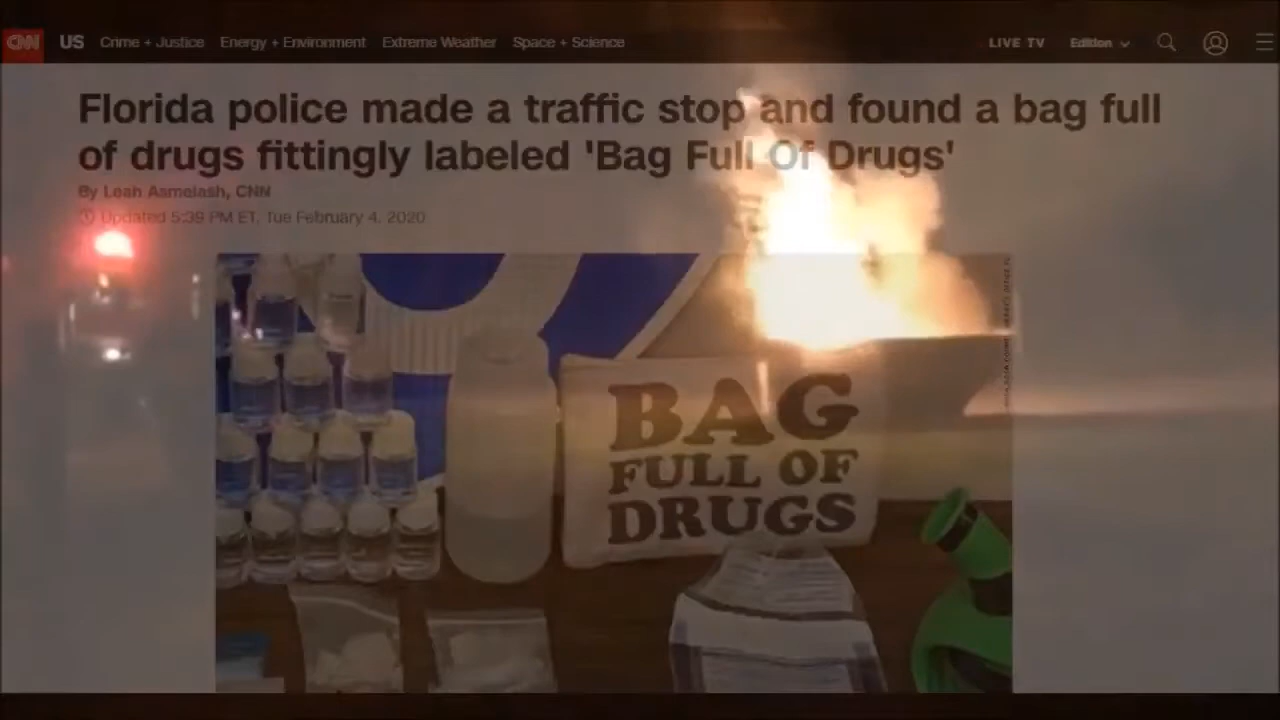 CNN US Crime + Justice Energy + Environment Extreme Weather Space + Science LIVE TV Edition
Florida police made a traffic stop and found a bag full
of drugs fittingly labeled 'Bag Full Of Drugs'
By Leah Asmelash, CNN
Updated 5:39 PM ET, Tue February 4, 2020
BAG
FULL OF
DRUGS